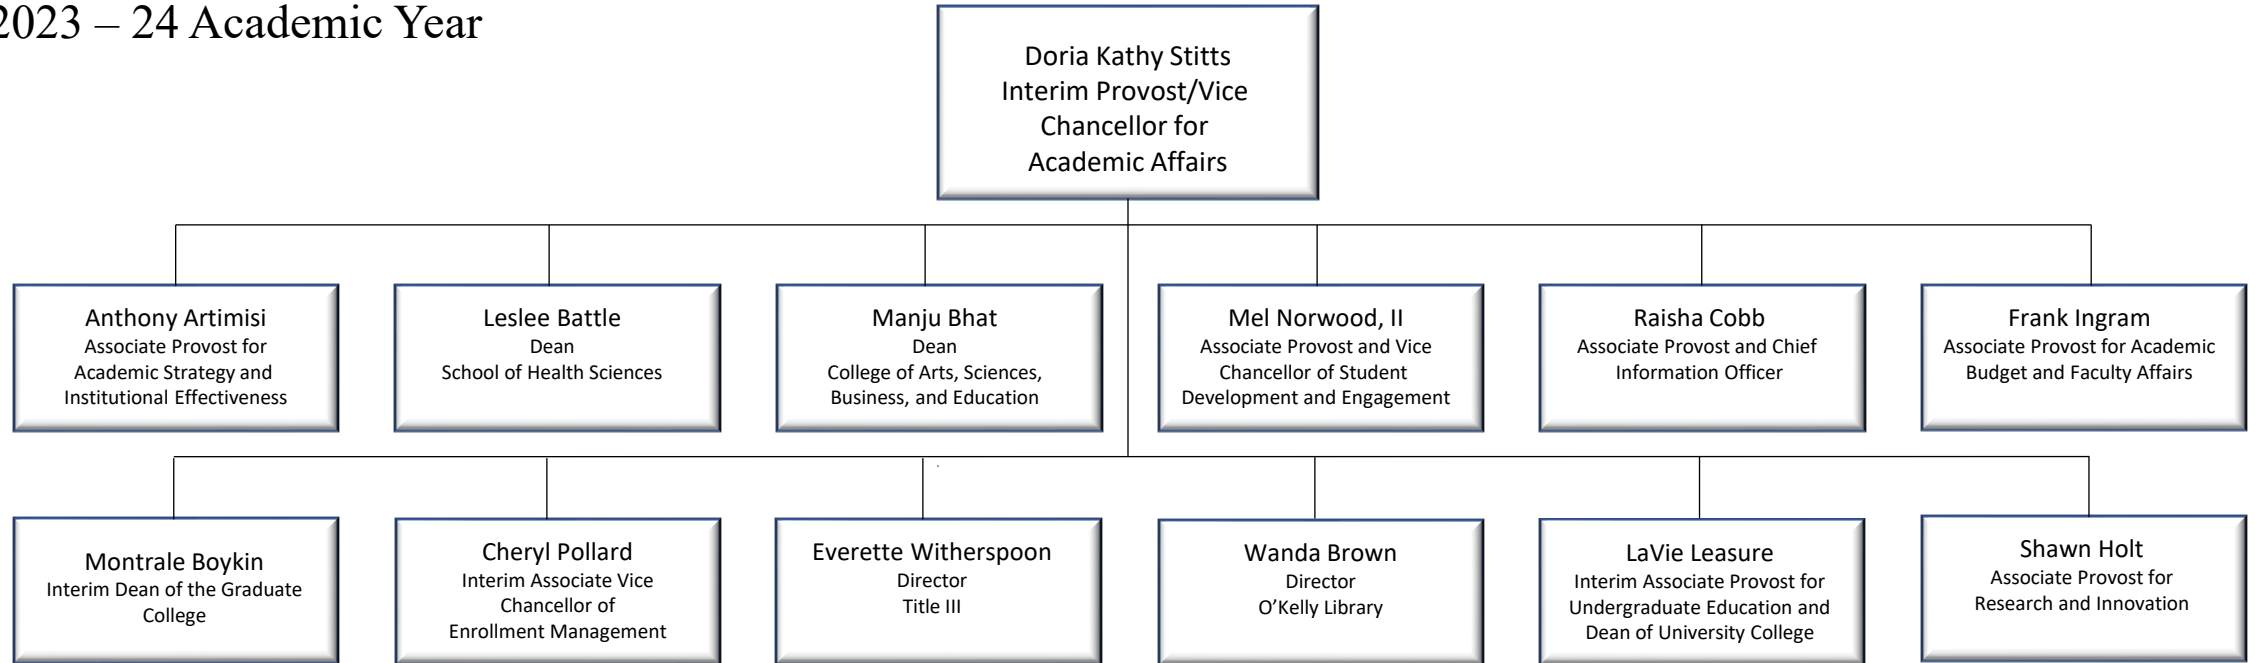 2023 – 24 Academic Year
Doria Kathy Stitts
Interim Provost/Vice
Chancellor for
Academic Affairs
Anthony Artimisi
Associate Provost for
Academic Strategy and
Institutional Effectiveness
Leslee Battle
Dean
School of Health Sciences
Manju Bhat
Dean
College of Arts, Sciences,
Business, and Education
Mel Norwood, II
Associate Provost and Vice
Chancellor of Student
Development and Engagement
Raisha Cobb
Associate Provost and Chief
Information Officer
Frank Ingram
Associate Provost for Academic
Budget and Faculty Affairs
Montrale Boykin
Interim Dean of the Graduate
College
Cheryl Pollard
Interim Associate Vice
Chancellor of
Enrollment Management
Everette Witherspoon
Director
Title III
Wanda Brown
Director
O’Kelly Library
LaVie Leasure
Interim Associate Provost for
Undergraduate Education and
Dean of University College
Shawn Holt
Associate Provost for
Research and Innovation